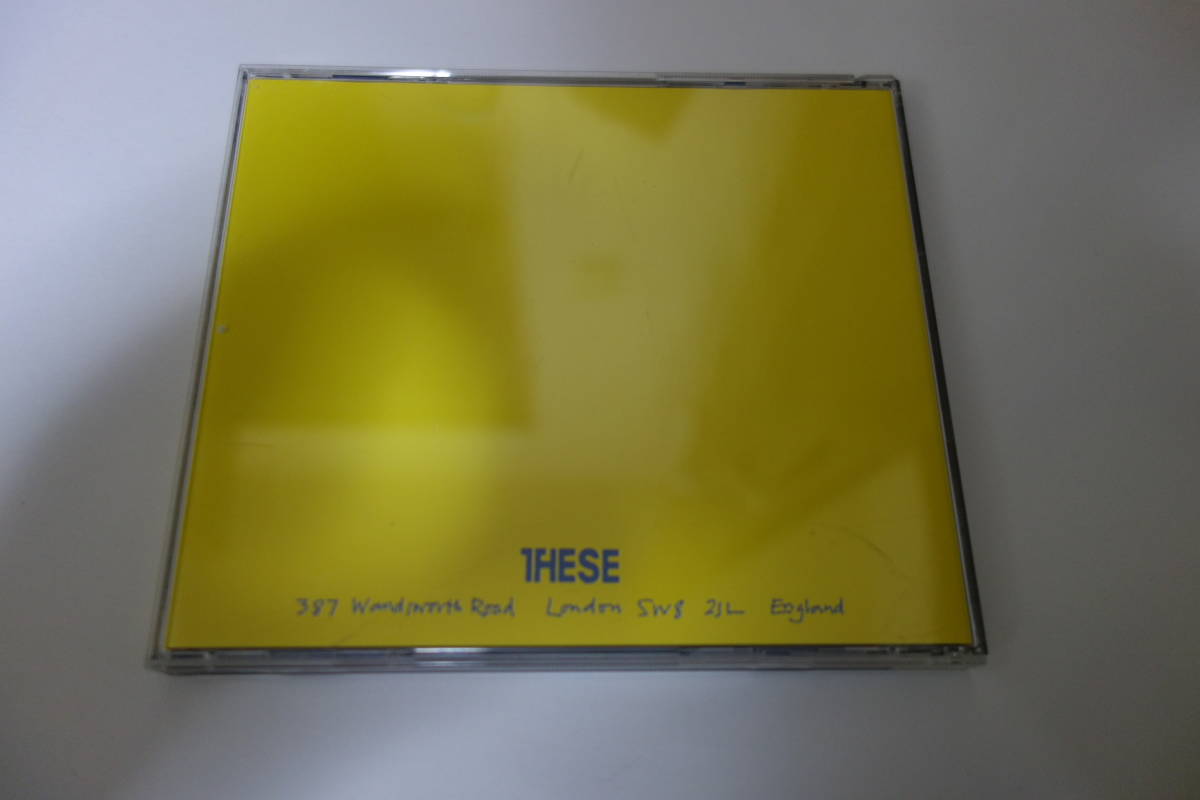 THESE
387 Wandsworth Road London SW8 2JL England